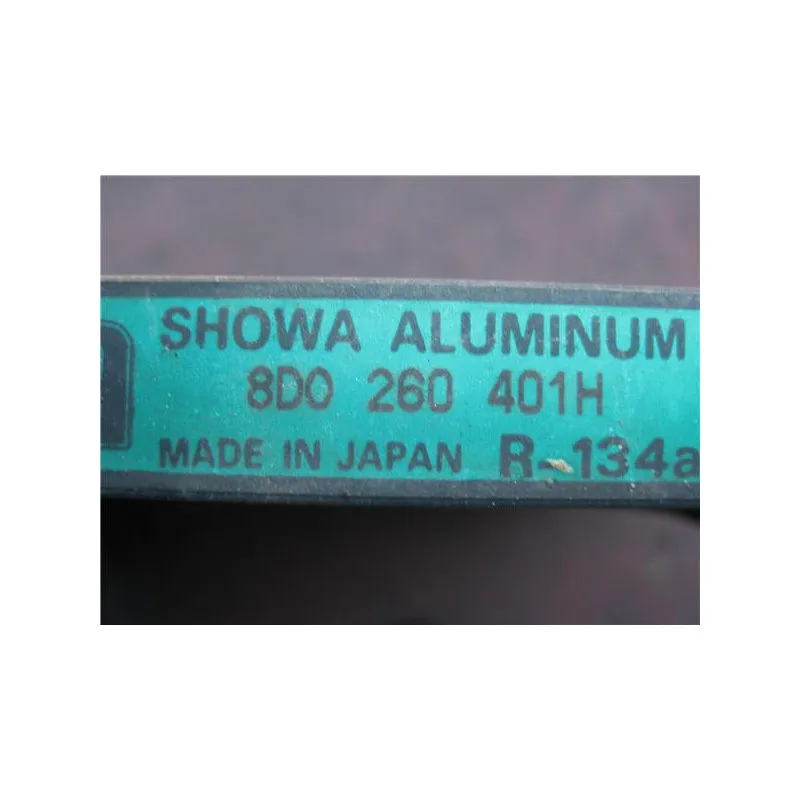 SHOWA ALUMINUM
8D0 260 401H
MADE IN JAPAN R-134a